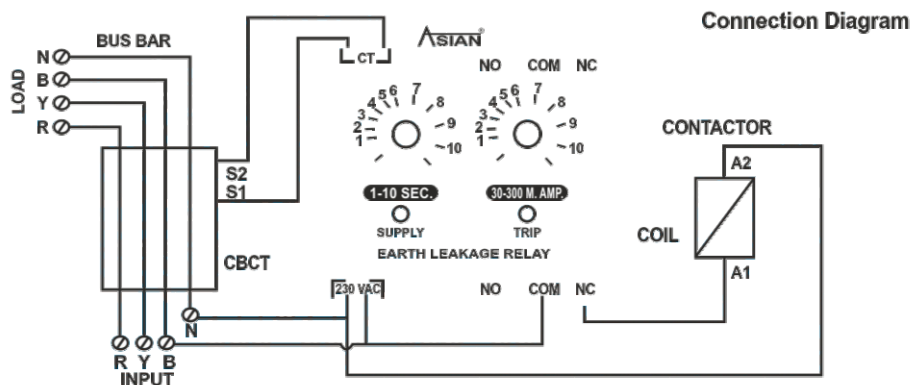 Connection Diagram
BUS BAR
LOAD
N
B
Y
R
CT
ASIAN®
NO COM NC
1 2 3 4 5 6 7 8 9 10
1 2 3 4 5 6 7 8 9 10
1-10 SEC.
30-300 M. AMP.
SUPPLY
TRIP
EARTH LEAKAGE RELAY
S2
S1
CBCT
CONTACTOR
A2
COIL
A1
230 VAC
NO COM NC
N
R Y B
INPUT